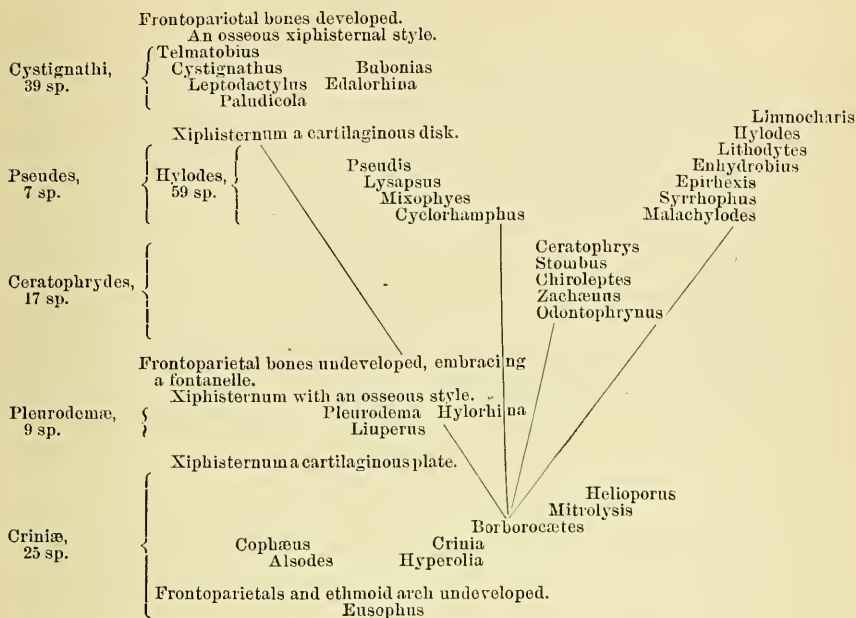 Frontopariotal bones developed.
An osseous xiphisternal style.
Cystignathi,
39 sp.
Telmatobius
Cystignathus Bubonias
Leptodactylus Edalorhina
Paludicola
Xiphisternum a cartilaginous disk.
Pseudes,
7 sp.
Hylodes,
59 sp.
Pseudis
Lysapsus
Mixophyes
Cyclorhamphus
Limnocharis
Hylodes
Lithodytes
Enhydrobius
Epirhexis
Syrrhophus
Malachylodes
Ceratophrydes,
17 sp.
Ceratophrys
Stombus
Chiroleptes
Zachænus
Odontophrynus
Frontoparietal bones undeveloped, embracing
a fontanelle.
Xiphisternum with an osseous style.
Pleurodemæ,
9 sp.
Pleurodema Hylorhina
Liuperus
Xiphisternum a cartilaginous plate.
Criniæ,
25 sp.
Helioporus
Mitrolysis
Borborocætes
Cophæus Crinia
Alsodes Hyperolia
Frontoparietals and ethmoid arch undeveloped.
Eusophus